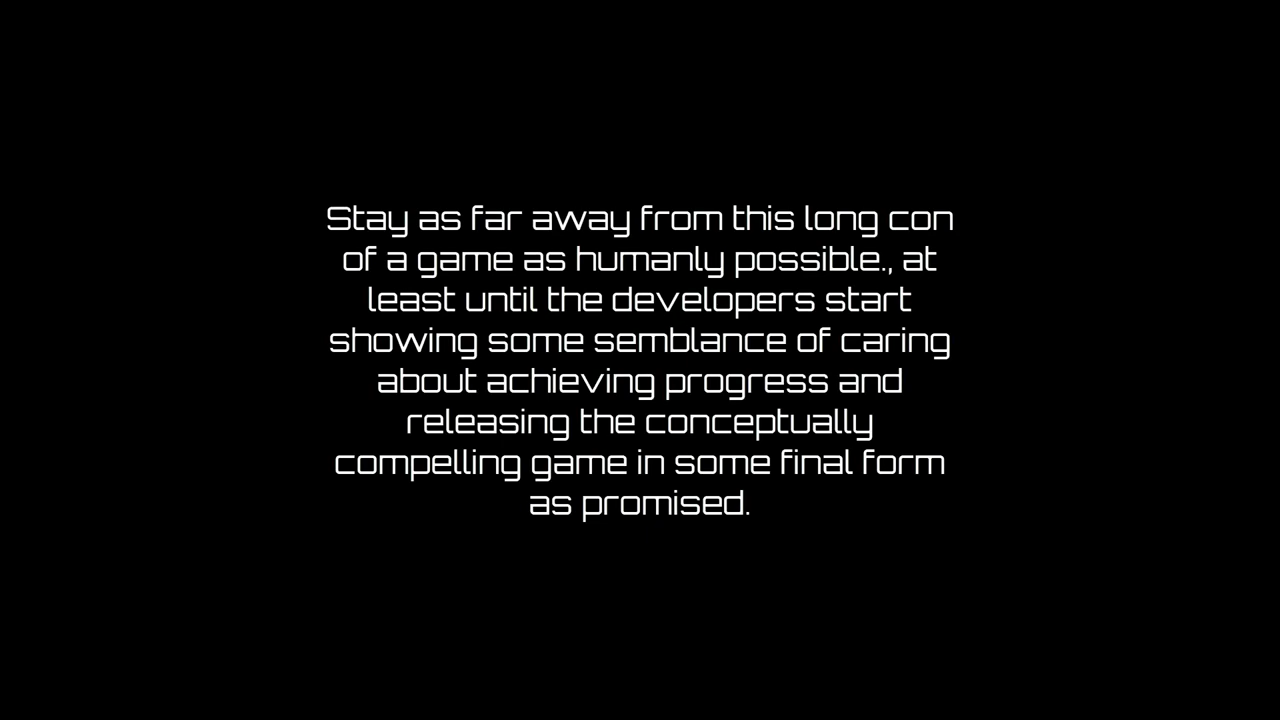 Stay as far away from this long con
of a game as humanly possible., at
least until the developers start
showing some semblance of caring
about achieving progress and
releasing the conceptually
compelling game in some final form
as promised.